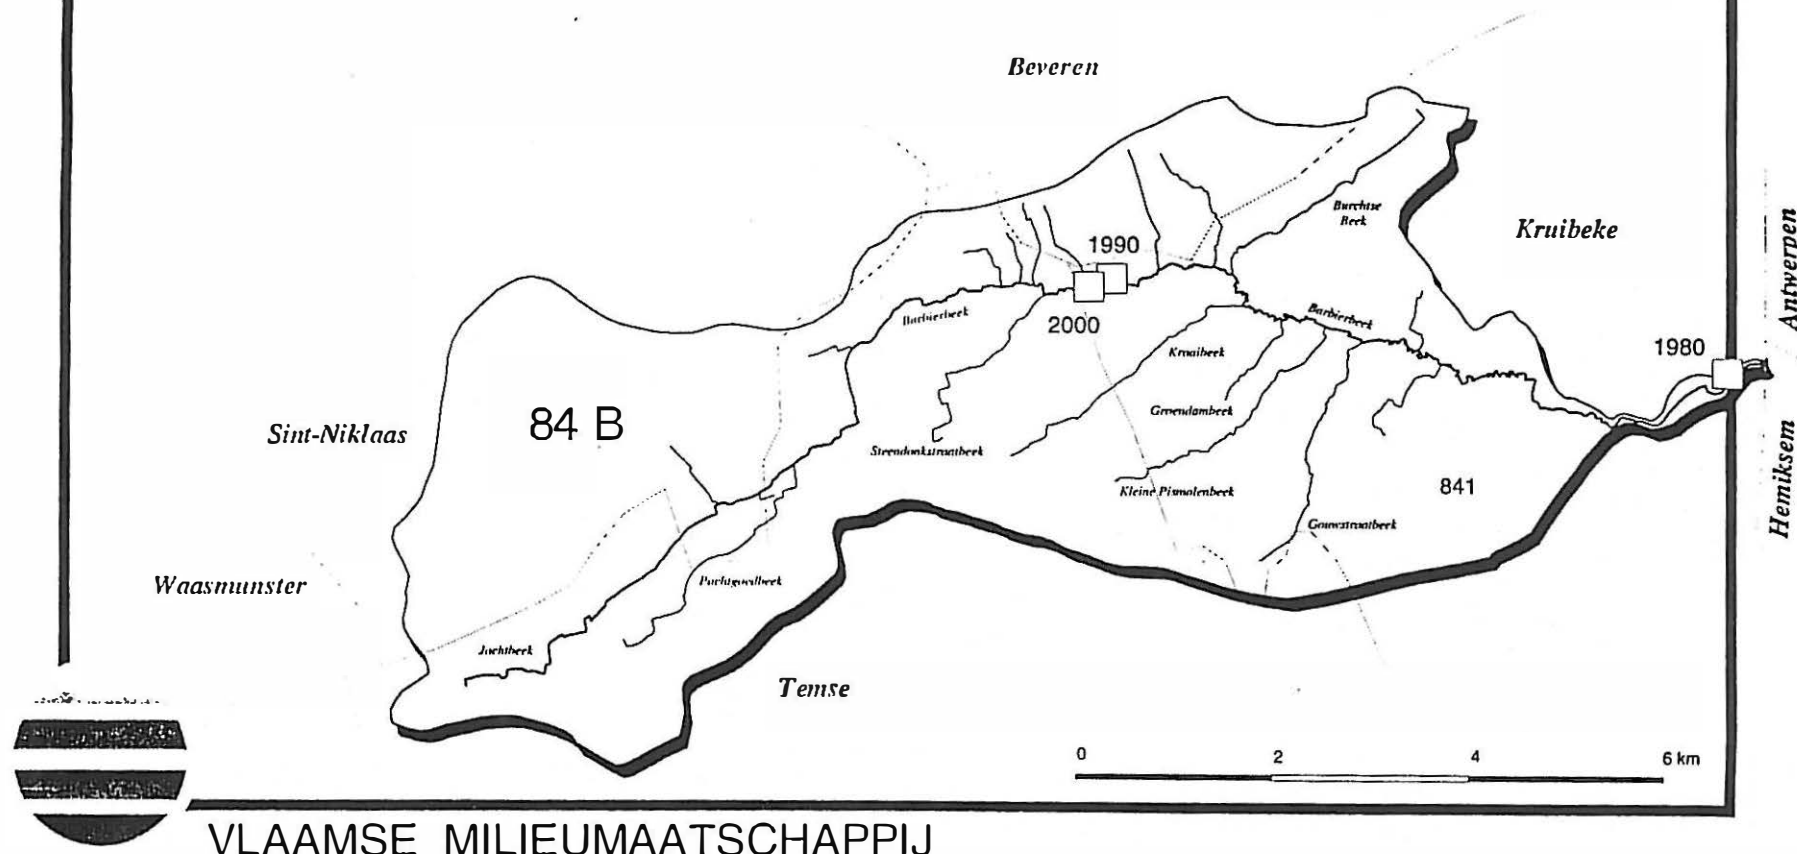 Beveren
Burchtse
Beek
Kruibeke
Antwerpen
1990
2000
Barbierbeek
Barbierbeek
1980
Kraaibeek
84 B
Sint-Niklaas
Groendambeek
Steendonkstraatbeek
Kleine Pismolenbeek
841
Hemiksem
Gouwstraatbeek
Waasmunster
Jachtbeek
Temse
0 2 4 6 km
VLAAMSE MILIEUMAATSCHAPPIJ